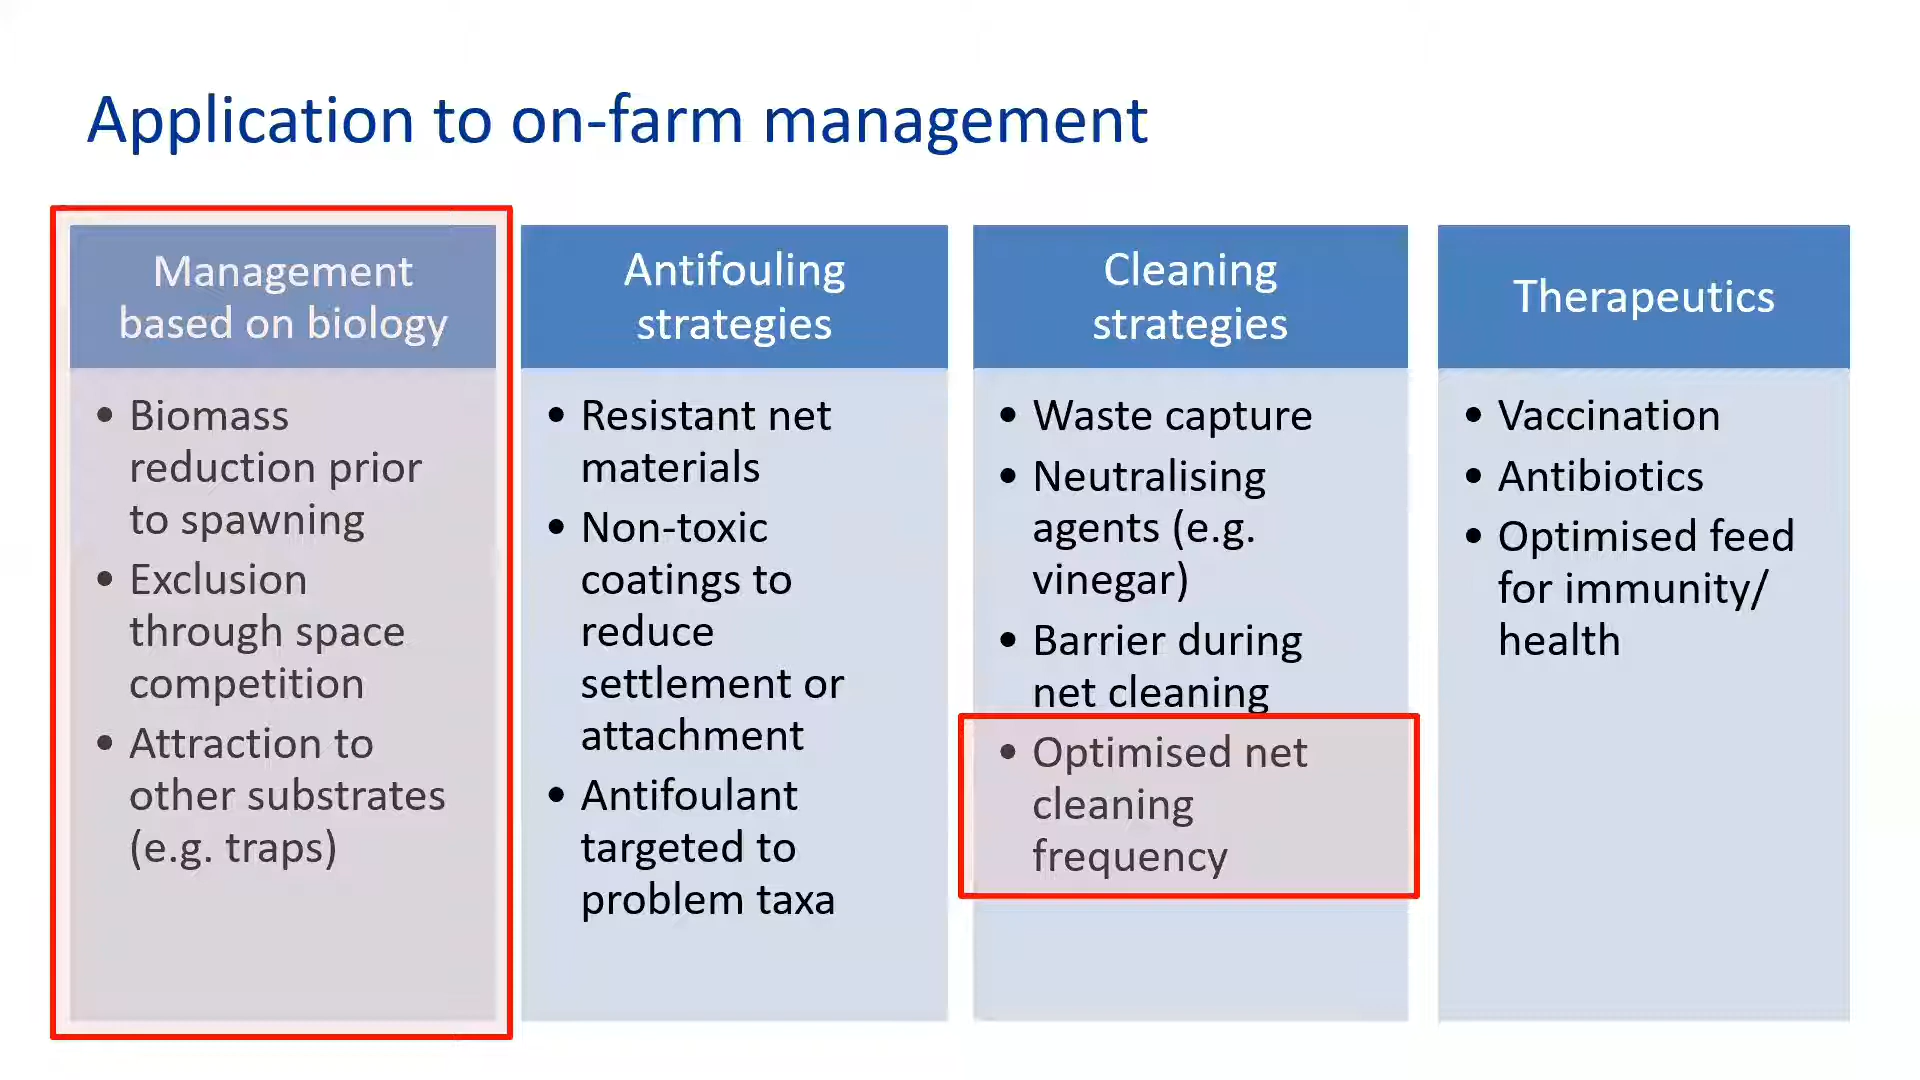 Application to on-farm management
Management
based on biology
• Biomass
reduction prior
to spawning
• Exclusion
through space
competition
• Attraction to
other substrates
(e.g. traps)
Antifouling
strategies
• Resistant net
materials
• Non-toxic
coatings to
reduce
settlement or
attachment
• Antifoulant
targeted to
problem taxa
Cleaning
strategies
• Waste capture
• Neutralising
agents (e.g.
vinegar)
• Barrier during
net cleaning
• Optimised net
cleaning
frequency
Therapeutics
• Vaccination
• Antibiotics
• Optimised feed
for immunity/
health